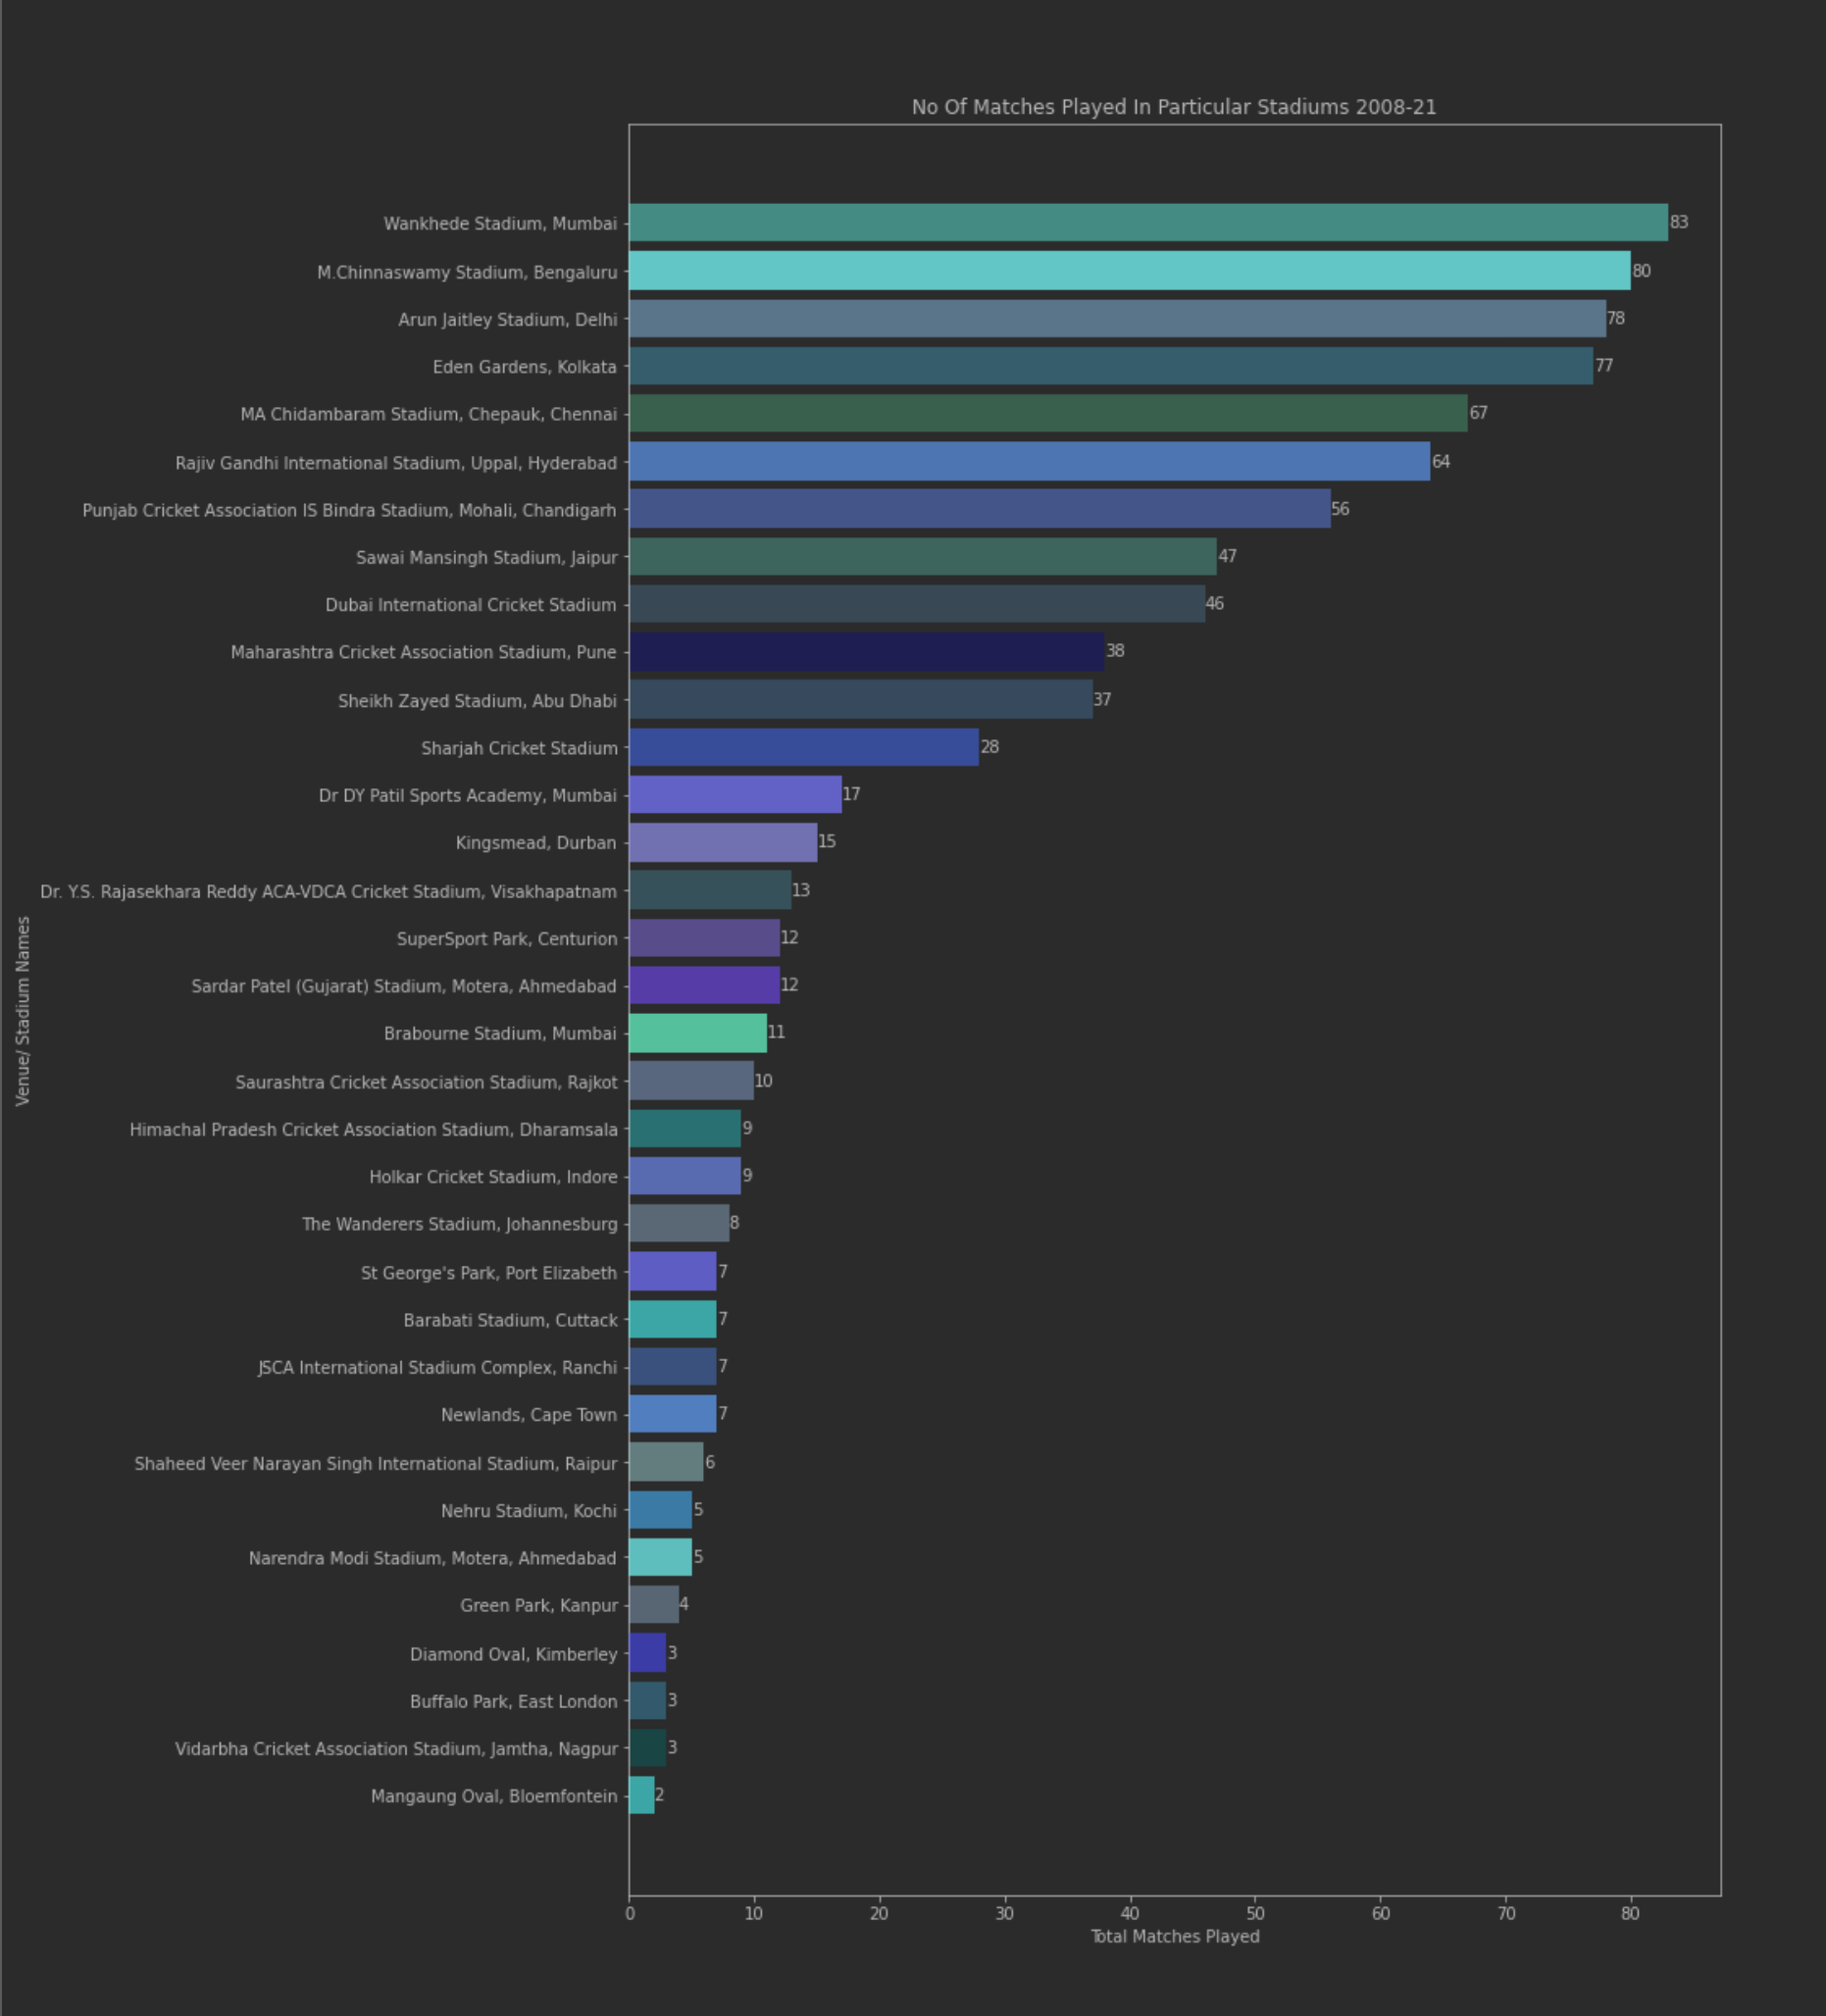 No Of Matches Played In Particular Stadiums 2008-21
Wankhede Stadium, Mumbai 83
M.Chinnaswamy Stadium, Bengaluru 80
Arun Jaitley Stadium, Delhi 78
Eden Gardens, Kolkata 77
MA Chidambaram Stadium, Chepauk, Chennai 67
Rajiv Gandhi International Stadium, Uppal, Hyderabad 64
Punjab Cricket Association IS Bindra Stadium, Mohali, Chandigarh 56
Sawai Mansingh Stadium, Jaipur 47
Dubai International Cricket Stadium 46
Maharashtra Cricket Association Stadium, Pune 38
Sheikh Zayed Stadium, Abu Dhabi 37
Sharjah Cricket Stadium 28
Dr DY Patil Sports Academy, Mumbai 17
Kingsmead, Durban 15
Dr. Y.S. Rajasekhara Reddy ACA-VDCA Cricket Stadium, Visakhapatnam 13
SuperSport Park, Centurion 12
Sardar Patel (Gujarat) Stadium, Motera, Ahmedabad 12
Brabourne Stadium, Mumbai 11
Saurashtra Cricket Association Stadium, Rajkot 10
Himachal Pradesh Cricket Association Stadium, Dharamsala 9
Holkar Cricket Stadium, Indore 9
The Wanderers Stadium, Johannesburg 8
St George's Park, Port Elizabeth 7
Barabati Stadium, Cuttack 7
JSCA International Stadium Complex, Ranchi 7
Newlands, Cape Town 7
Shaheed Veer Narayan Singh International Stadium, Raipur 6
Nehru Stadium, Kochi 5
Narendra Modi Stadium, Motera, Ahmedabad 5
Green Park, Kanpur 4
Diamond Oval, Kimberley 3
Buffalo Park, East London 3
Vidarbha Cricket Association Stadium, Jamtha, Nagpur 3
Mangaung Oval, Bloemfontein 2
Venue/ Stadium Names
0 10 20 30 40 50 60 70 80
Total Matches Played